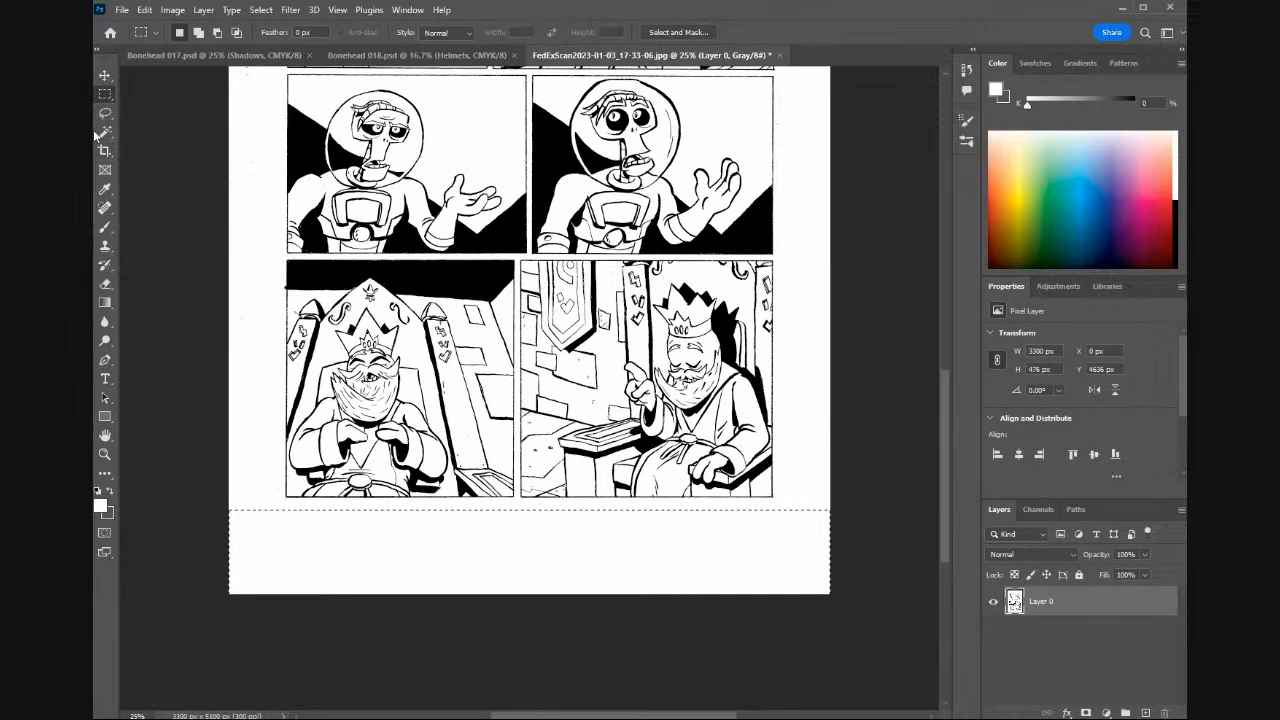 File Edit Image Layer Type Select Filter 3D View Plugins Window Help
Feather: 0 px Style: Normal Width: Height: Select and Mask... Share
Bonehead 017.psd @ 25% (Shadows, CMYK/8) × Bonehead 018.psd @ 16.7% (Helmets, CMYK/8) × FedExScan2023-01-03_17-33-06.jpg @ 25% (Layer 0, Gray/8#) * ×
Color Swatches Gradients Patterns
K 0 %
Properties Adjustments Libraries
Pixel Layer
Transform
W 3300 px X 0 px
H 476 px Y 4636 px
0.00°
Align and Distribute
Align:
Layers Channels Paths
Kind
Normal Opacity: 100%
Lock: Fill: 100%
Layer 0
25% 3300 px x 5100 px (300 ppi)